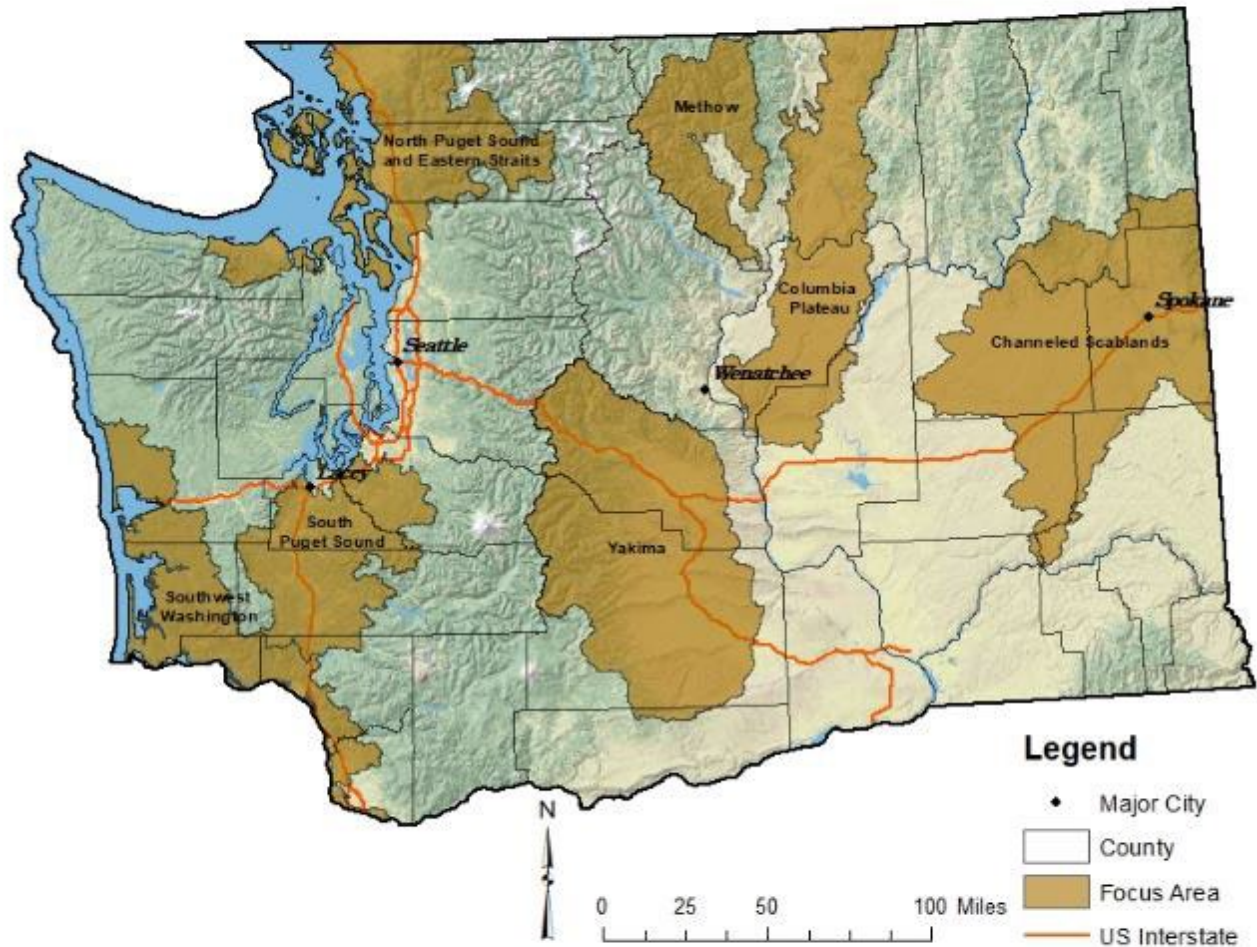 Methow
North Puget Sound
and Eastern Straits
Columbia
Plateau
Spokane
Channeled Scablands
Seattle
Wenatchee
Lacey
South
Puget Sound
Yakima
Southwest
Washington
Legend
Major City
County
Focus Area
US Interstate
N
0 25 50 100 Miles